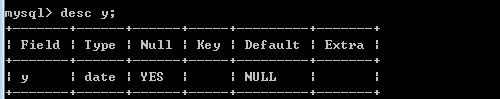 mysql> desc y;
+-------+------+------+-----+---------+-------+
| Field | Type | Null | Key | Default | Extra |
+-------+------+------+-----+---------+-------+
| y     | date | YES  |     | NULL    |       |
+-------+------+------+-----+---------+-------+